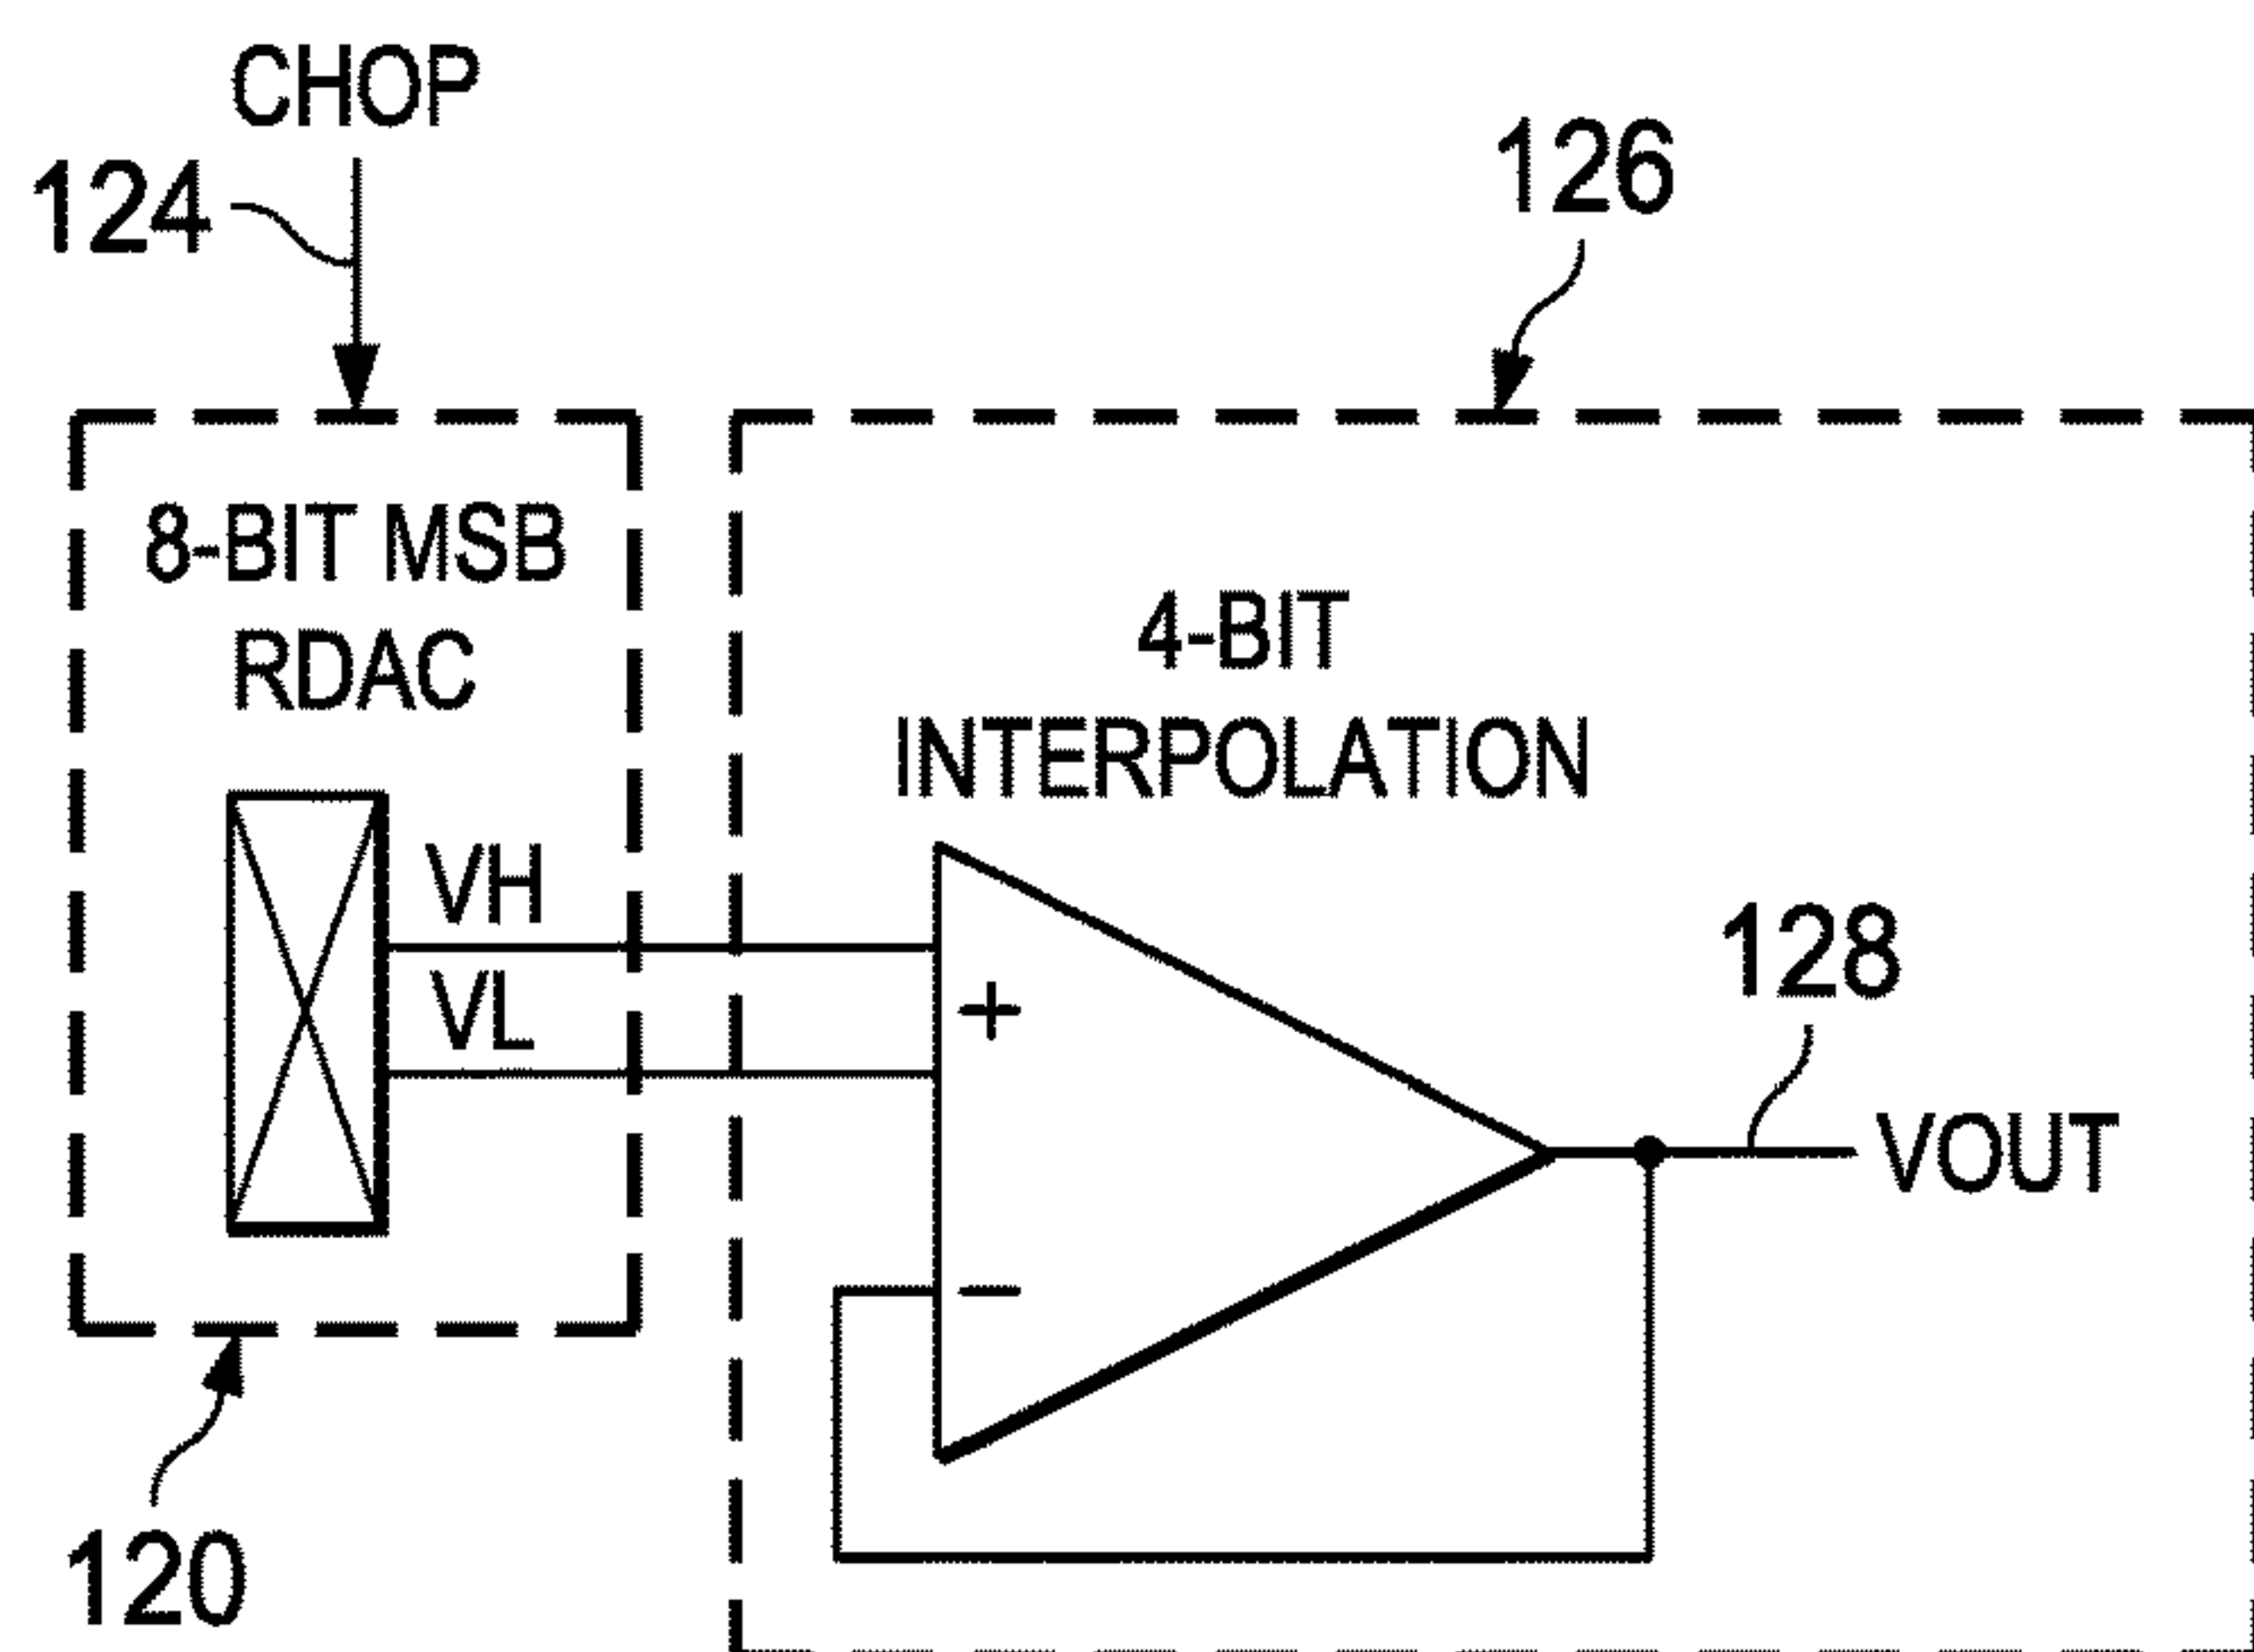 CHOP
124
126
8-BIT MSB
RDAC
4-BIT
INTERPOLATION
VH
VL
+
−
128
VOUT
120